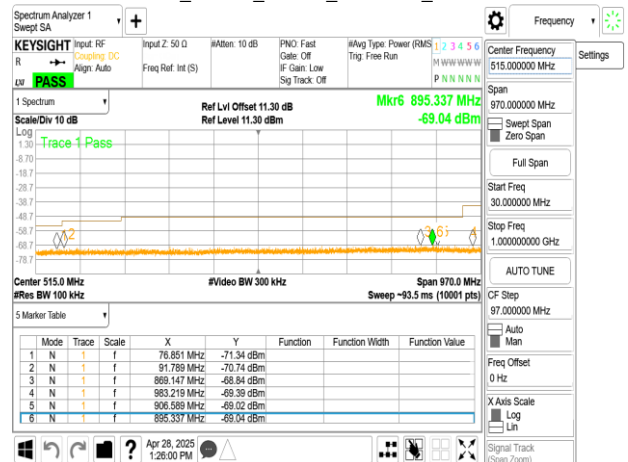 Spectrum Analyzer 1
Swept SA
Frequency
KEYSIGHT
R
PASS
Input: RF
Coupling: DC
Align: Auto
Input Z: 50 Ω
Freq Ref: Int (S)
#Atten: 10 dB
PNO: Fast
Gate: Off
IF Gain: Low
Sig Track: Off
#Avg Type: Power (RMS
Trig: Free Run
1 2 3 4 5 6
M W W W W W
P N N N N N
Center Frequency
515.000000 MHz
Settings
Span
970.000000 MHz
Swept Span
Zero Span
Full Span
Start Freq
30.000000 MHz
Stop Freq
1.000000000 GHz
AUTO TUNE
CF Step
97.000000 MHz
Auto
Man
Freq Offset
0 Hz
X Axis Scale
Log
Lin
Signal Track
(Span Zoom)
1 Spectrum
Scale/Div 10 dB
Ref Lvl Offset 11.30 dB
Ref Level 11.30 dBm
Mkr6 895.337 MHz
-69.04 dBm
Log
Trace 1 Pass
1.30
-8.70
-18.7
-28.7
-38.7
-48.7
-58.7
-68.7
-78.7
Center 515.0 MHz
#Video BW 300 kHz
Span 970.0 MHz
#Res BW 100 kHz
Sweep ~93.5 ms (10001 pts)
5 Marker Table
Mode Trace Scale X Y Function Function Width Function Value
1 N 1 f 76.851 MHz -71.34 dBm
2 N 1 f 91.789 MHz -70.74 dBm
3 N 1 f 869.147 MHz -68.84 dBm
4 N 1 f 983.219 MHz -69.39 dBm
5 N 1 f 906.589 MHz -69.02 dBm
6 N 1 f 895.337 MHz -69.04 dBm
Apr 28, 2025
1:26:00 PM